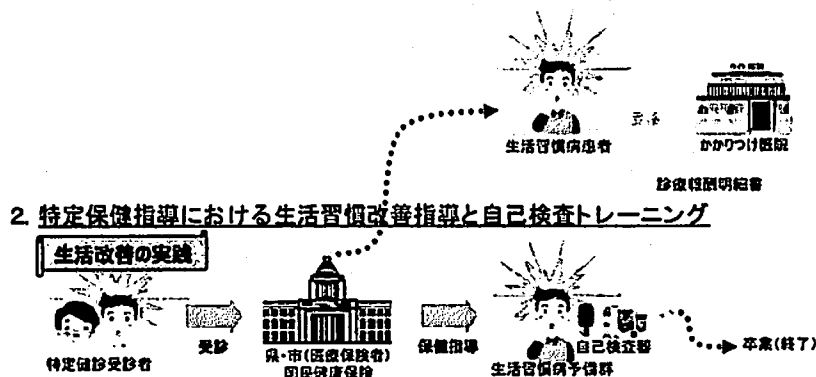 生活習慣病患者
かかりつけ医院
診療報酬明細書
2. 特定保健指導における生活習慣改善指導と自己検査トレーニング
生活改善の実践
特定健診受診者
受診
県・市(医療保険者)
国民健康保険
保健指導
自己検査器
生活習慣病予備群
卒業(終了)